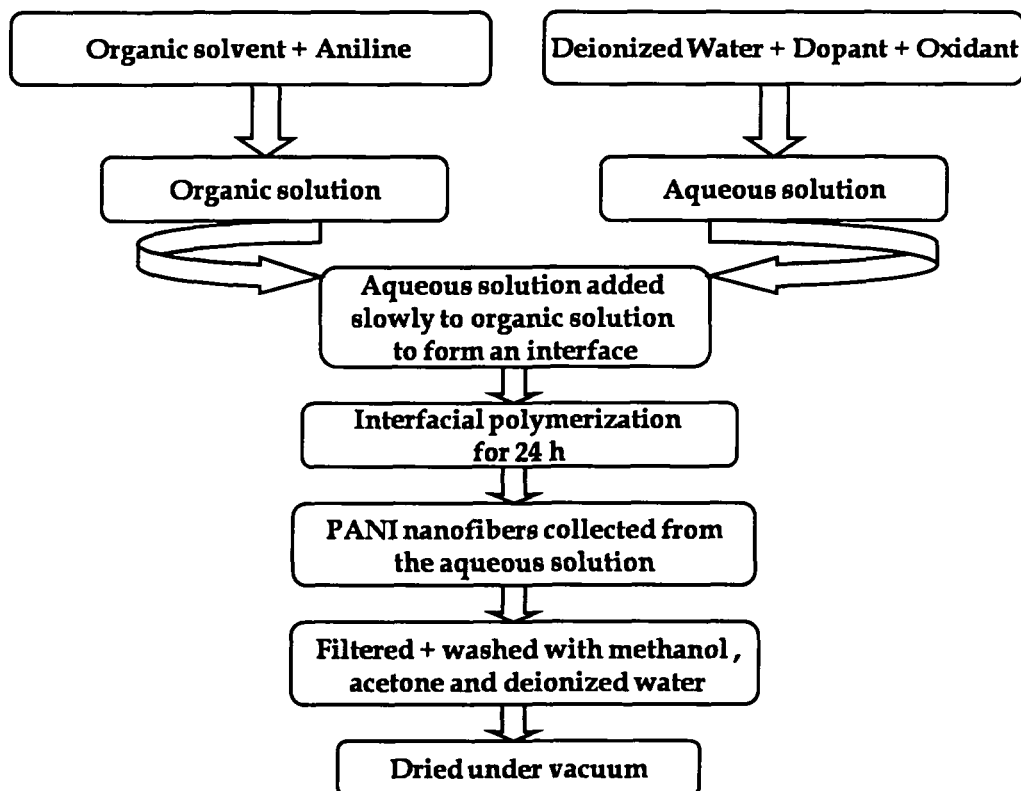 Organic solvent + Aniline
Deionized Water + Dopant + Oxidant
Organic solution
Aqueous solution
Aqueous solution added
slowly to organic solution
to form an interface
Interfacial polymerization
for 24 h
PANI nanofibers collected from
the aqueous solution
Filtered + washed with methanol ,
acetone and deionized water
Dried under vacuum